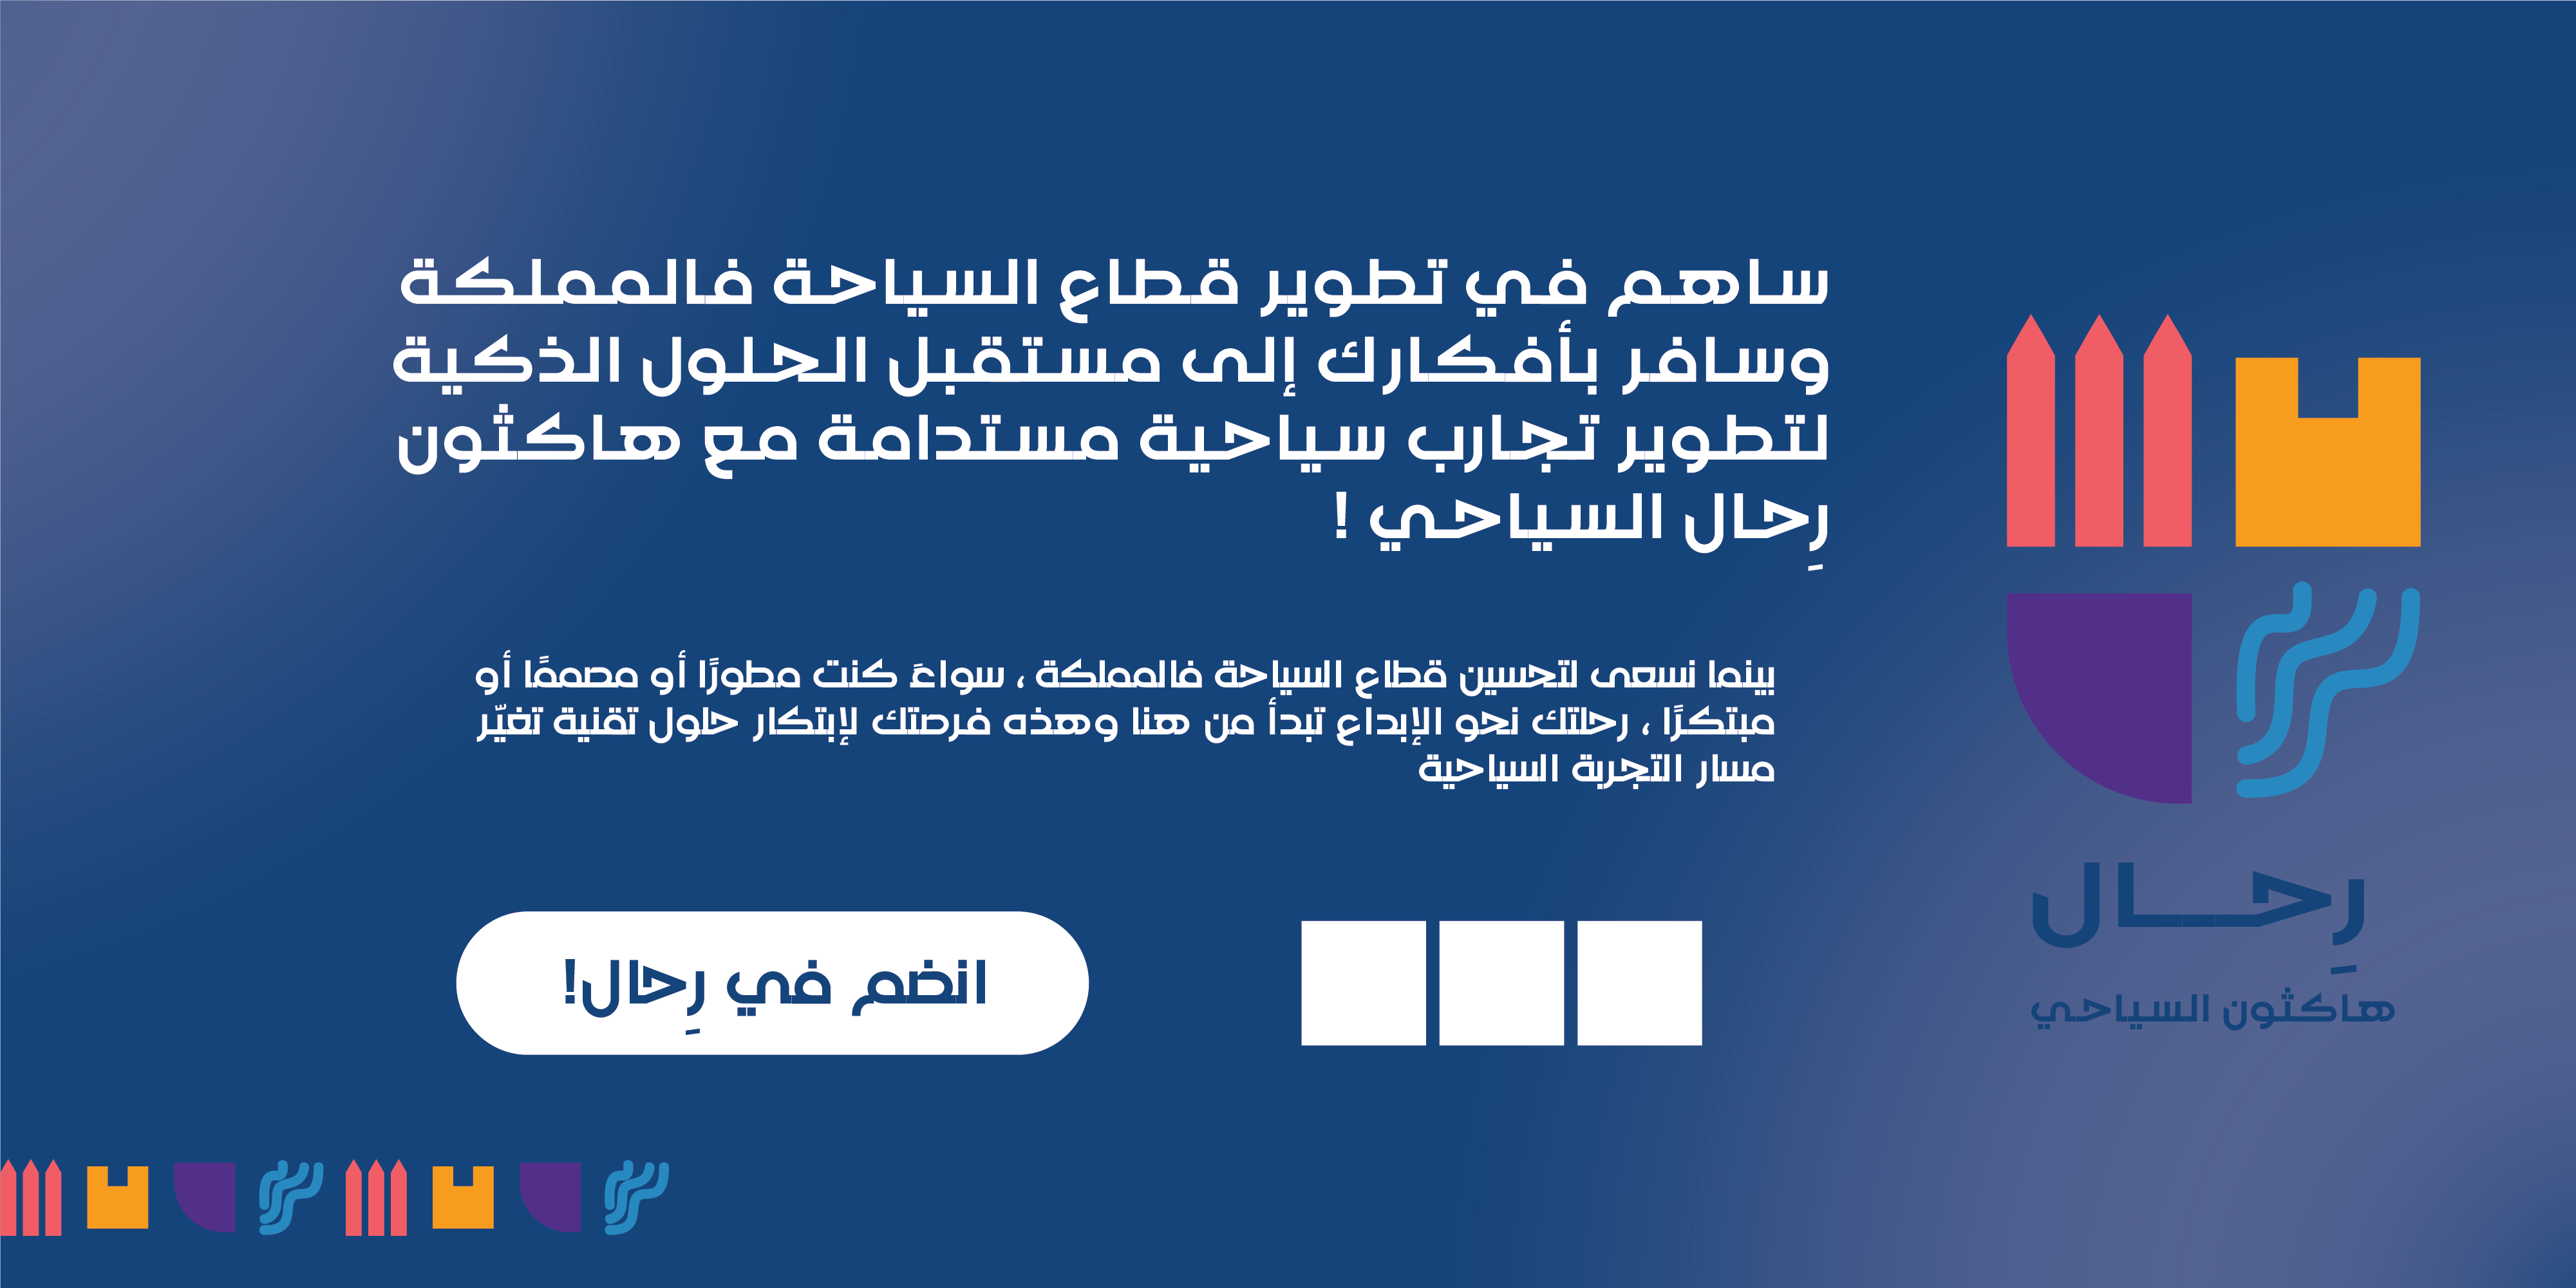 ساهم في تطوير قطاع السياحة فالمملكة
وسافر بأفكارك إلى مستقبل الحلول الذكية
لتطوير تجارب سياحية مستدامة مع هاكثون
رِحال السياحي !
بينما نسعى لتحسين قطاع السياحة فالمملكة ، سواءً كنت مطورًا أو مصممًا أو
مبتكرًا ، رحلتك نحو الإبداع تبدأ من هنا وهذه فرصتك لإبتكار حلول تقنية تغيّر
مسار التجربة السياحية
انضم في رِحال!
رِحـــال
هاكثون السياحي